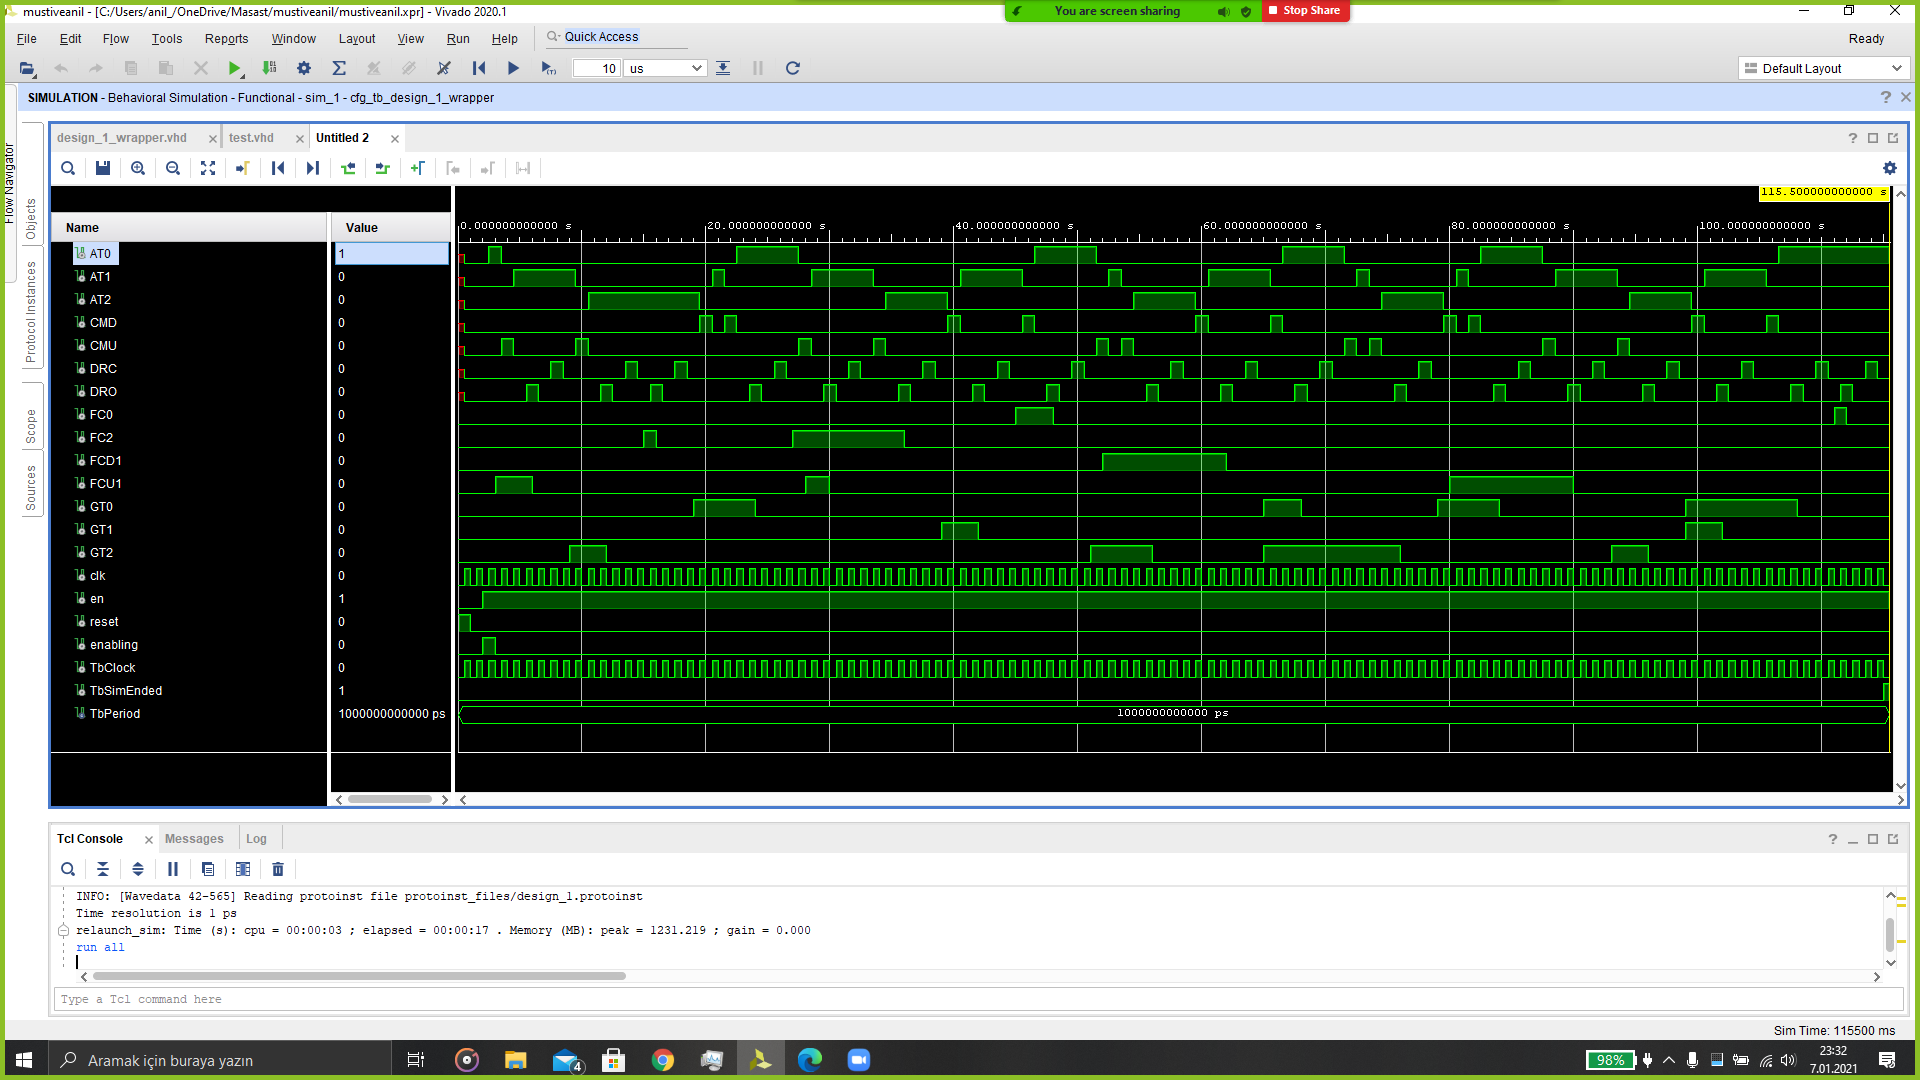 mustiveanil - [C:/Users/anil_/OneDrive/Masast/mustiveanil/mustiveanil.xpr] - Vivado 2020.1
You are screen sharing
Stop Share
File Edit Flow Tools Reports Window Layout View Run Help
Quick Access
Ready
10 us
Default Layout
SIMULATION - Behavioral Simulation - Functional - sim_1 - cfg_tb_design_1_wrapper
Flow Navigator
Objects
Protocol Instances
Scope
Sources
design_1_wrapper.vhd
test.vhd
Untitled 2
115.500000000000 s
Name Value
0.000000000000 s 20.000000000000 s 40.000000000000 s 60.000000000000 s 80.000000000000 s 100.000000000000 s
AT0 1
AT1 0
AT2 0
CMD 0
CMU 0
DRC 0
DRO 0
FC0 0
FC2 0
FCD1 0
FCU1 0
GT0 0
GT1 0
GT2 0
clk 0
en 1
reset 0
enabling 0
TbClock 0
TbSimEnded 1
TbPeriod 1000000000000 ps 1000000000000 ps
Tcl Console
Messages
Log
INFO: [Wavedata 42-565] Reading protoinst file protoinst_files/design_1.protoinst
Time resolution is 1 ps
relaunch_sim: Time (s): cpu = 00:00:03 ; elapsed = 00:00:17 . Memory (MB): peak = 1231.219 ; gain = 0.000
run all
Type a Tcl command here
Sim Time: 115500 ms
Aramak için buraya yazın
4
98%
23:32
7.01.2021